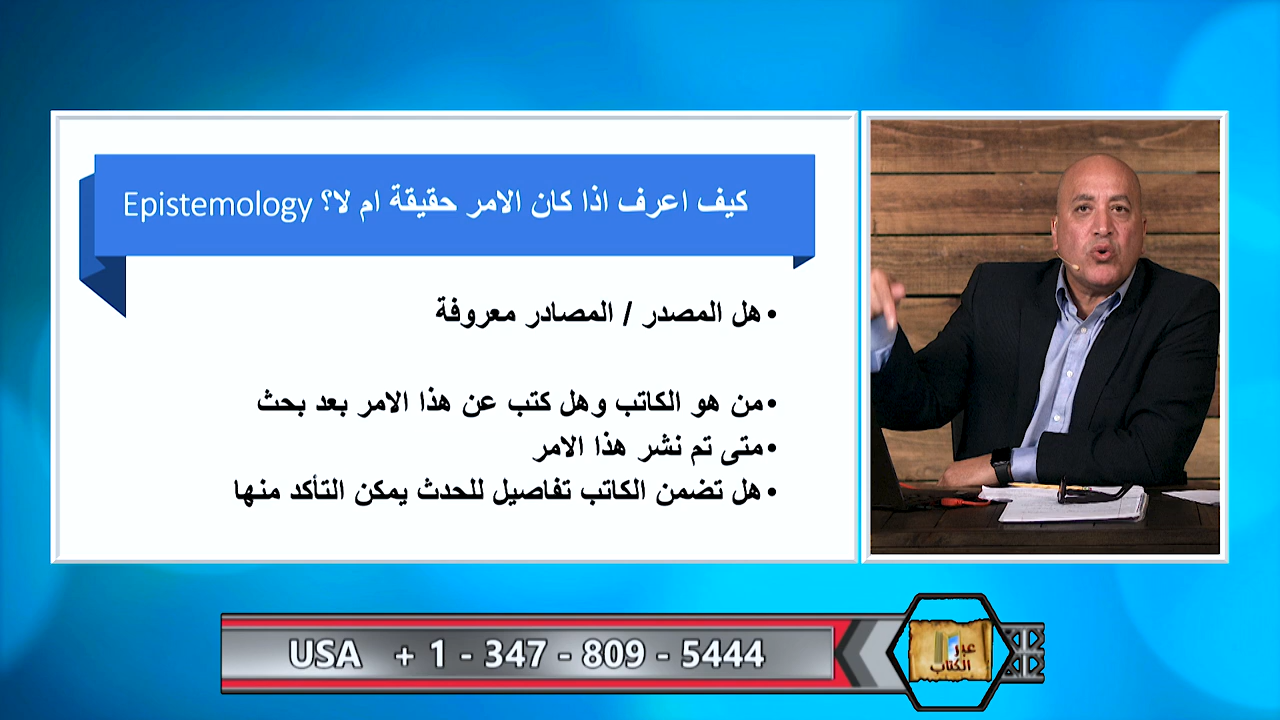 كيف اعرف اذا كان الامر حقيقة ام لا؟ Epistemology
•هل المصدر / المصادر معروفة
•من هو الكاتب وهل كتب عن هذا الامر بعد بحث
•متى تم نشر هذا الامر
•هل تضمن الكاتب تفاصيل للحدث يمكن التأكد منها
USA + 1 - 347 - 809 - 5444
عبر
الكتاب